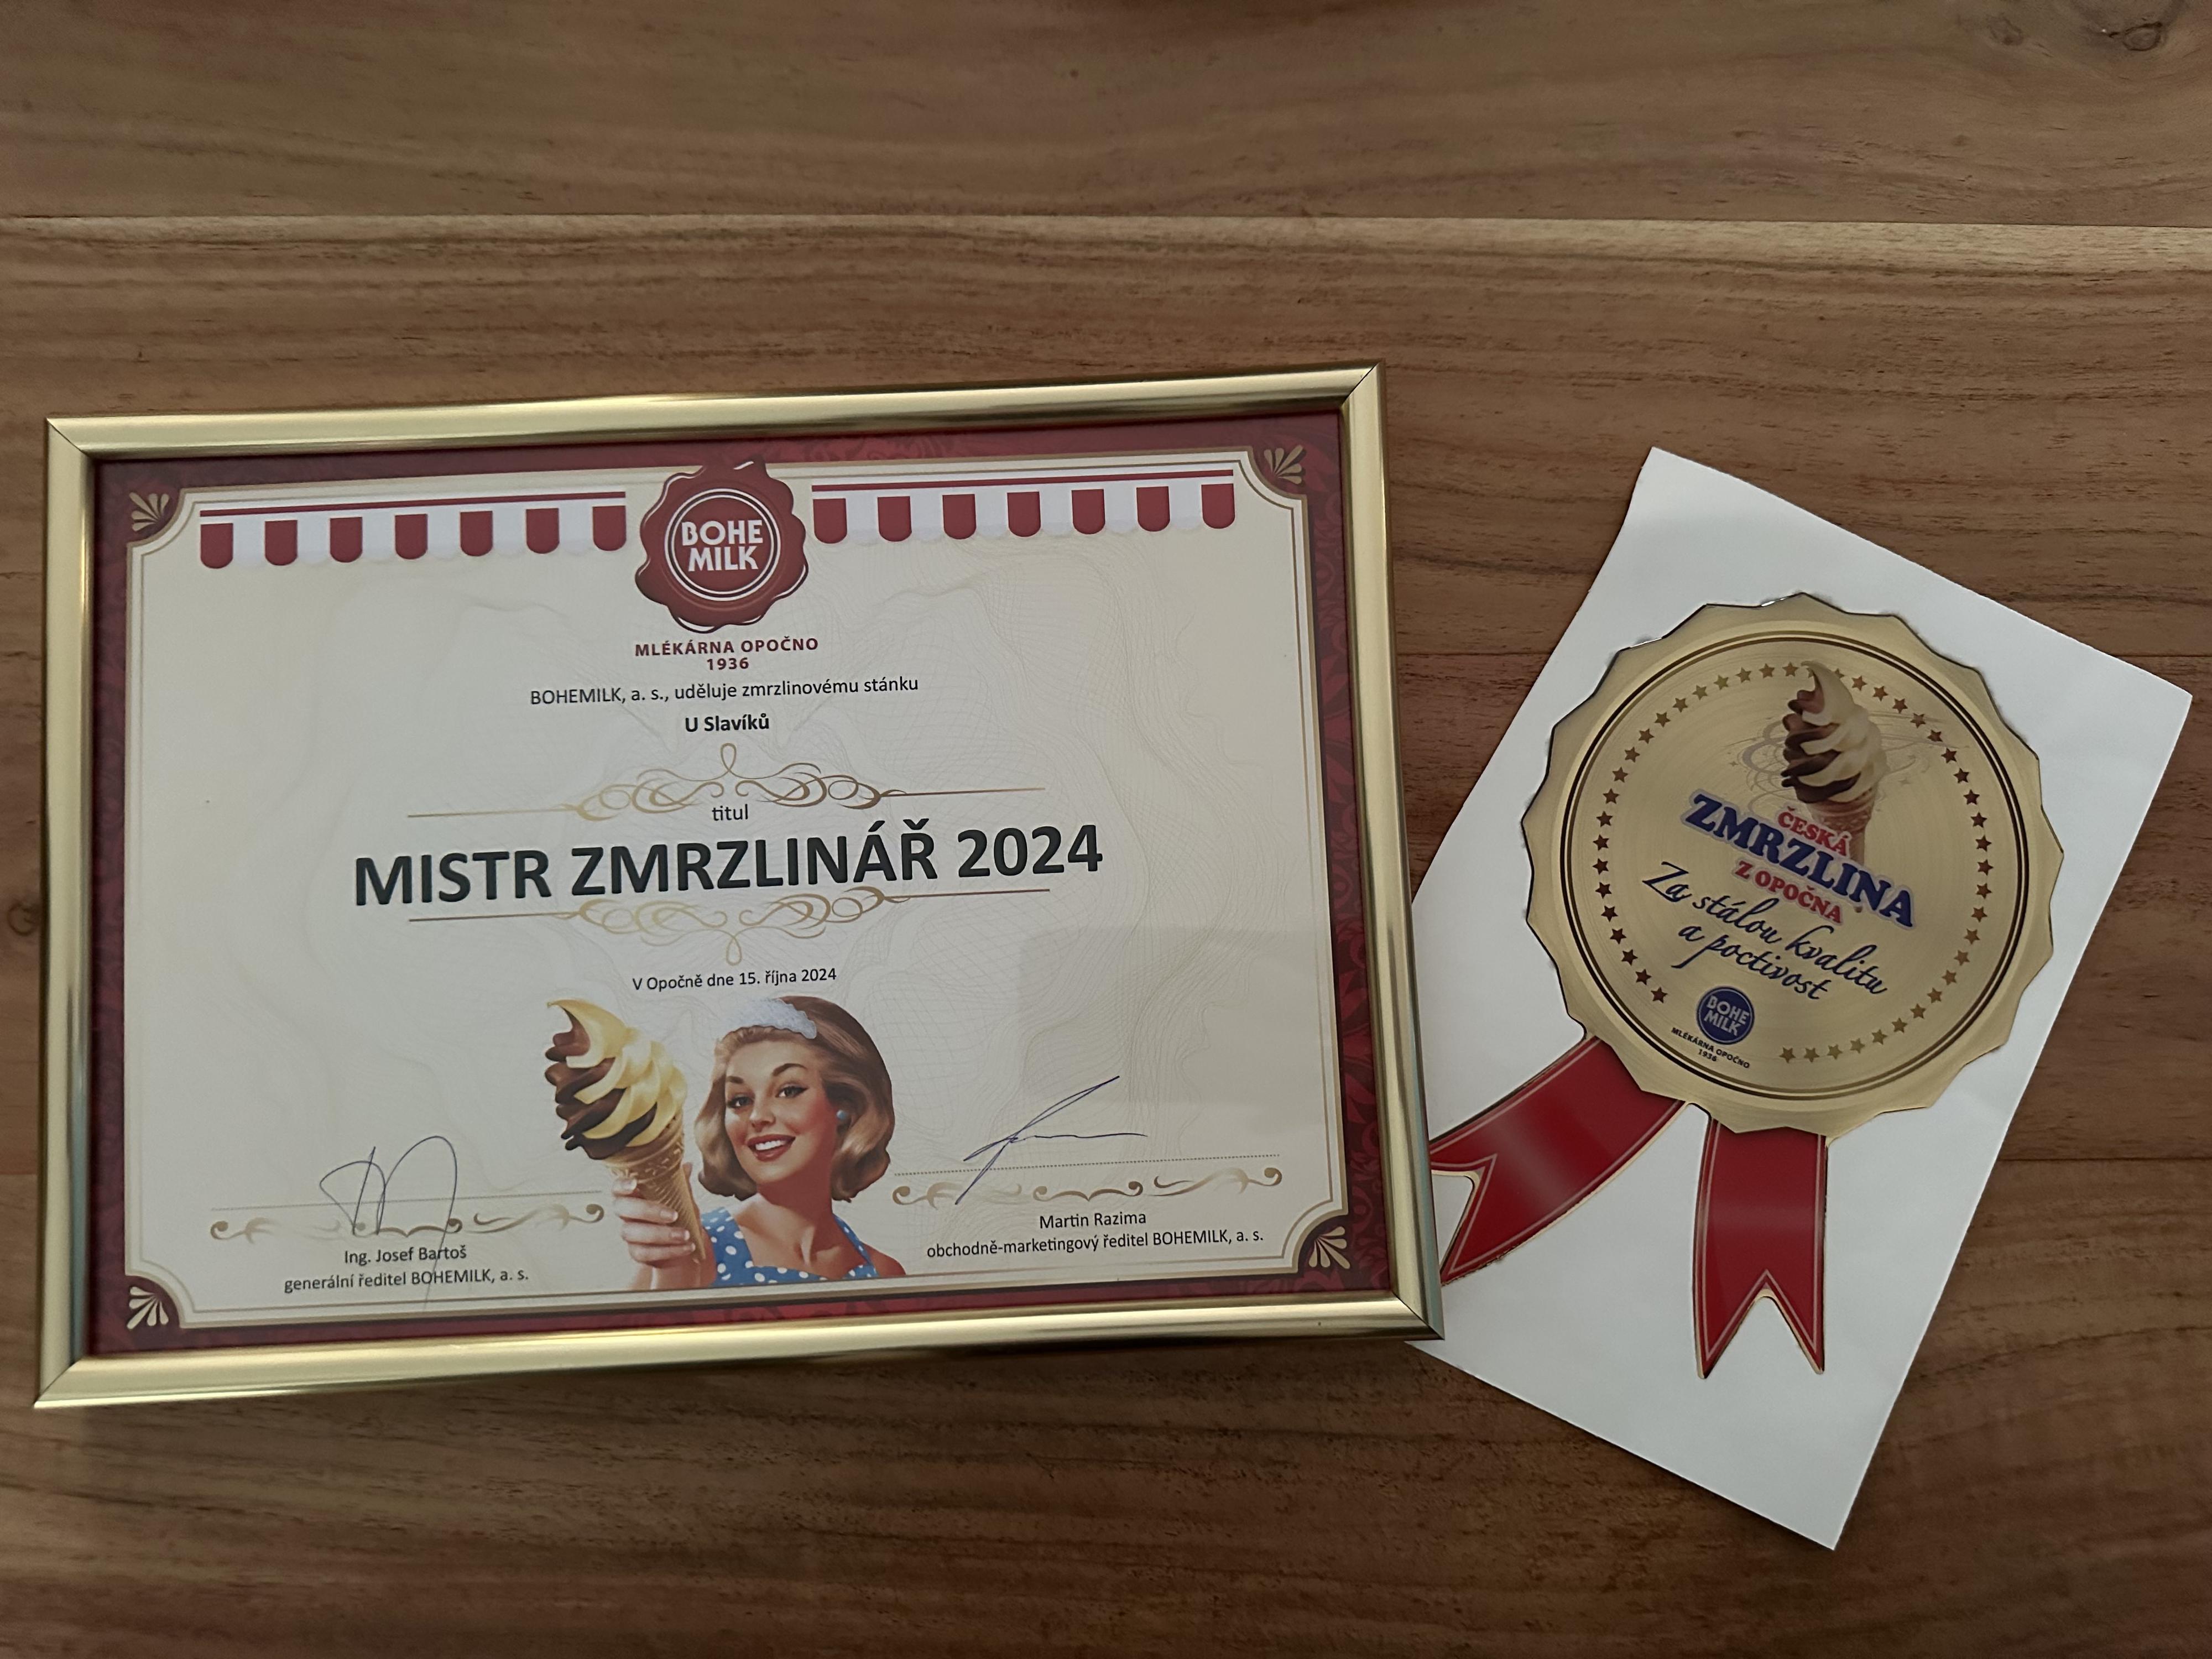 BOHE
MILK
MLÉKÁRNA OPOČNO
1936
BOHEMILK, a. s., uděluje zmrzlinovému stánku
U Slavíků
titul
MISTR ZMRZLINÁŘ 2024
V Opočně dne 15. října 2024
Ing. Josef Bartoš
generální ředitel BOHEMILK, a. s.
Martin Razima
obchodně-marketingový ředitel BOHEMILK, a. s.
ČESKÁ
ZMRZLINA
Z OPOČNA
Za stálou kvalitu
a poctivost
BOHE
MILK
MLÉKÁRNA OPOČNO
1936